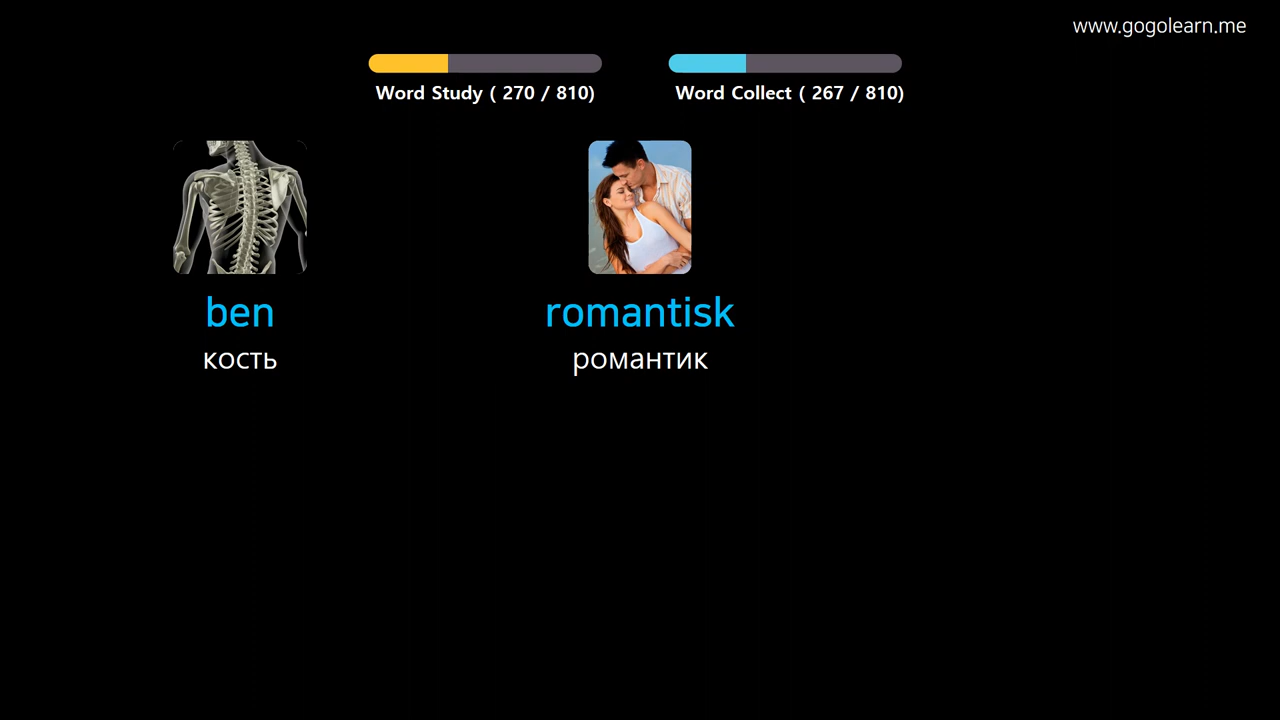 www.gogolearn.me
Word Study ( 270 / 810)
Word Collect ( 267 / 810)
ben
romantisk
кость
романтик